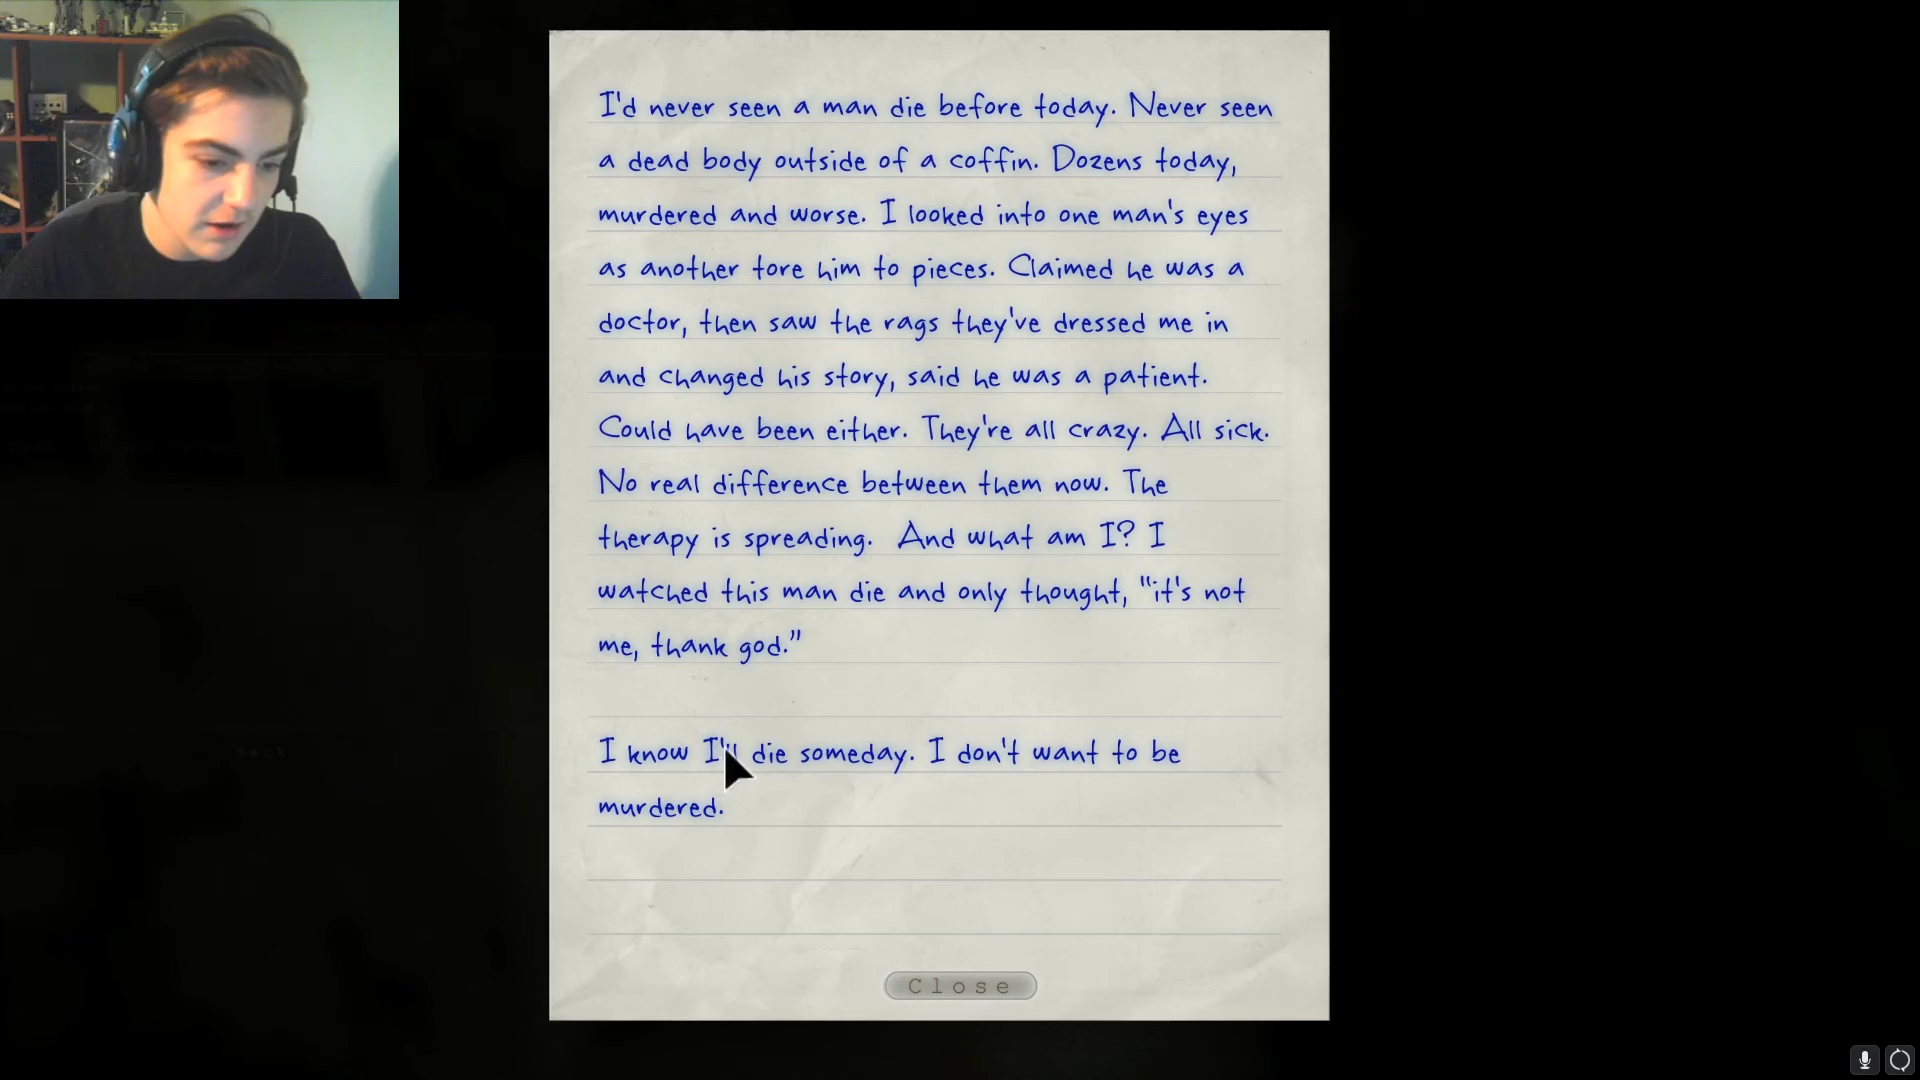 I'd never seen a man die before today. Never seen
a dead body outside of a coffin. Dozens today,
murdered and worse. I looked into one man's eyes
as another tore him to pieces. Claimed he was a
doctor, then saw the rags they've dressed me in
and changed his story, said he was a patient.
Could have been either. They're all crazy. All sick.
No real difference between them now. The
therapy is spreading. And what am I? I
watched this man die and only thought, "it's not
me, thank god."
I know I'll die someday. I don't want to be
murdered.
Close
Back